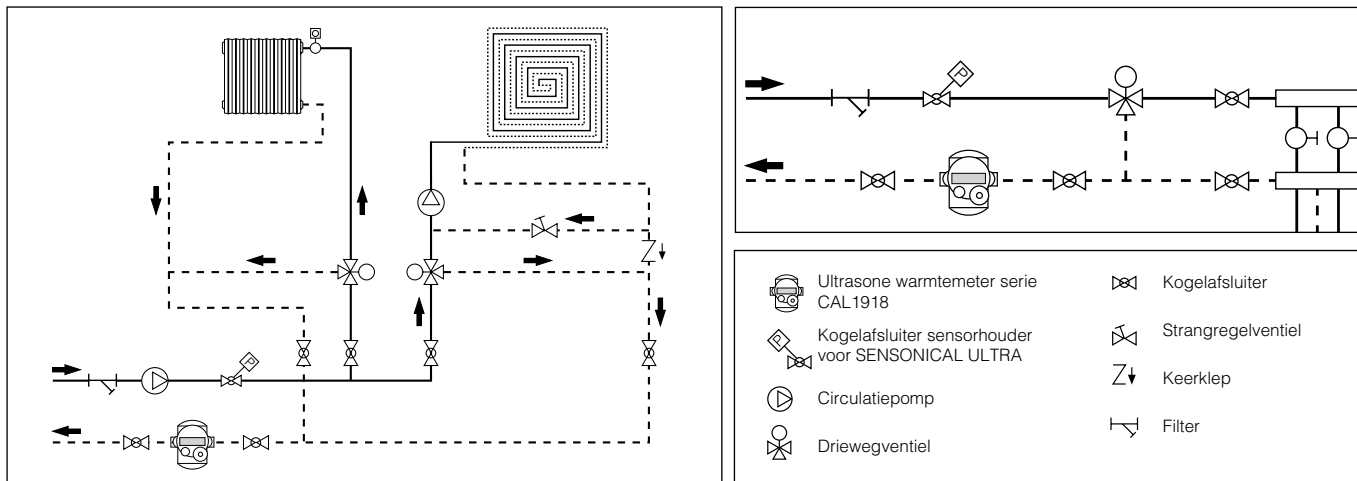 Ultrasone warmtemeter serie
CAL1918
Kogelafsluiter sensorhouder
voor SENSONICAL ULTRA
Circulatiepomp
Driewegventiel
Kogelafsluiter
Strangregelventiel
Keerklep
Filter
P
P
P